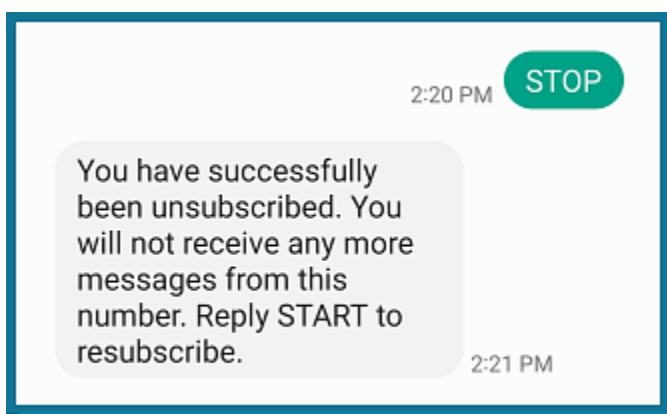 2:20 PM STOP
You have successfully
been unsubscribed. You
will not receive any more
messages from this
number. Reply START to
resubscribe.
2:21 PM